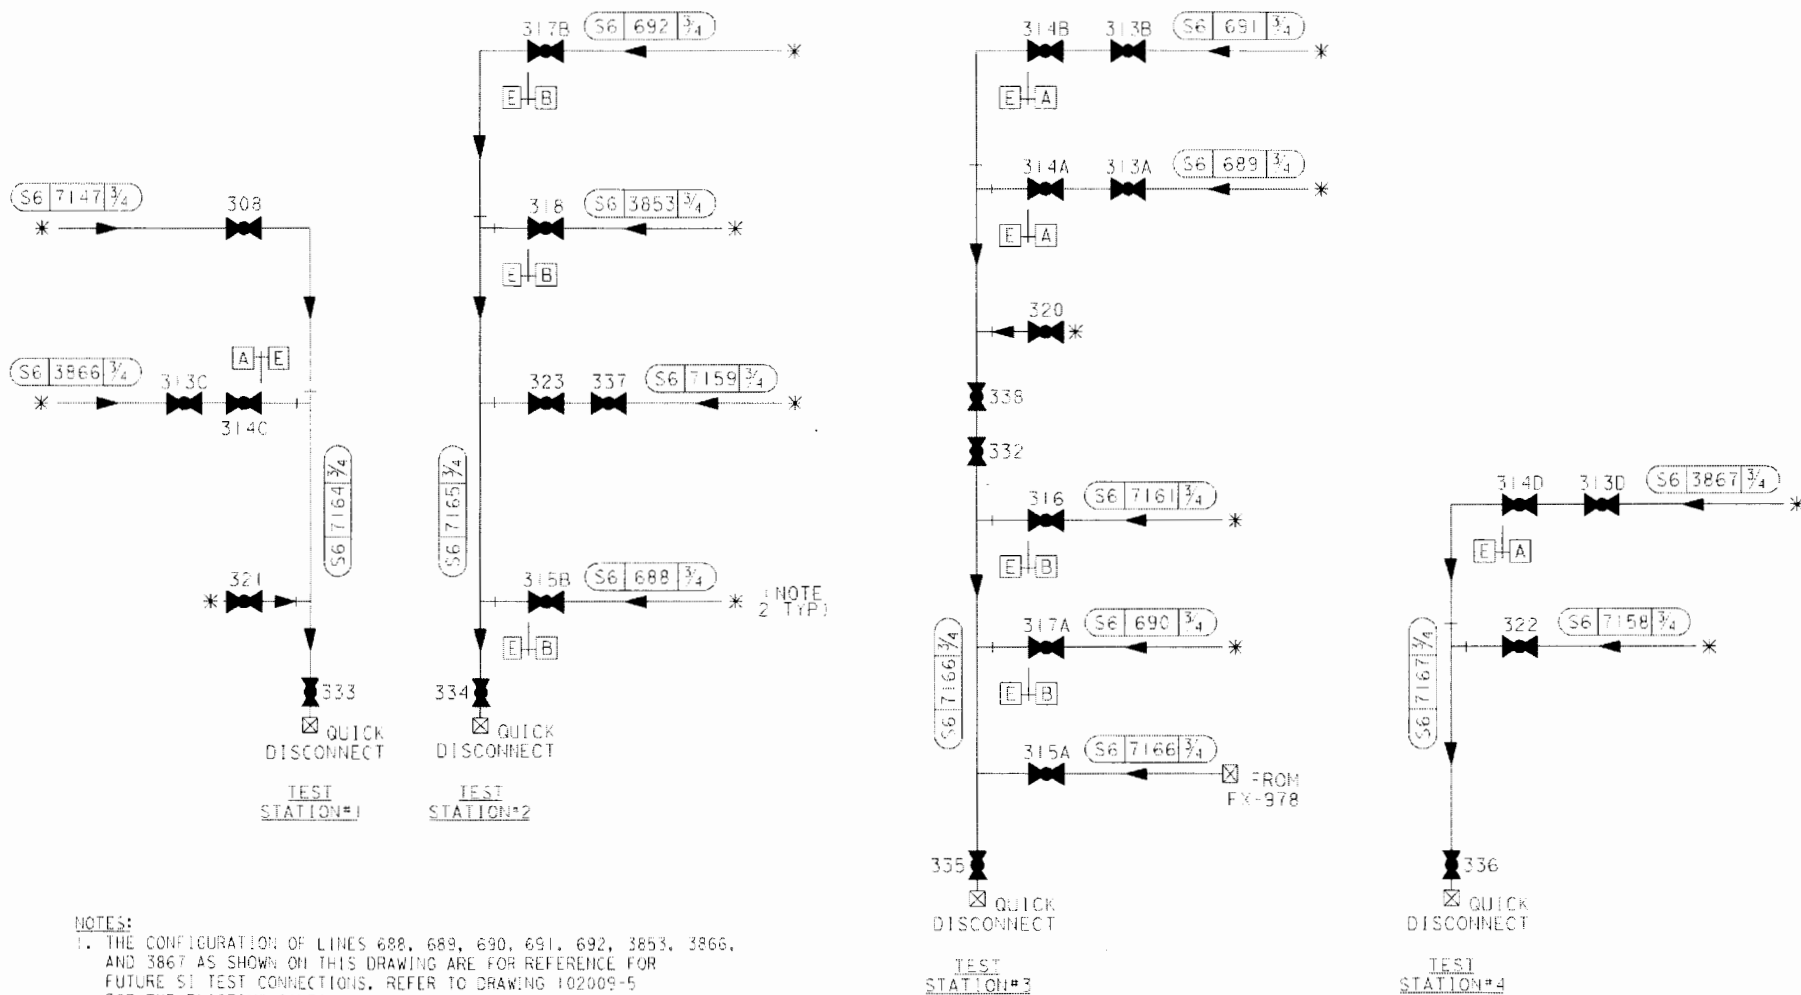 S6 7147 3/4
308
S6 3866 3/4
313C
A E
314C
S6 7164 3/4
321
333
QUICK
DISCONNECT
TEST
STATION#1
317B
S6 692 3/4
E B
318
S6 3853 3/4
E B
323
337
S6 7159 3/4
S6 7165 3/4
315B
S6 688 3/4
(NOTE
2 TYP)
E B
334
QUICK
DISCONNECT
TEST
STATION#2
314B
313B
S6 691 3/4
E A
314A
313A
S6 689 3/4
E A
320
338
332
316
S6 7161 3/4
E B
317A
S6 690 3/4
E B
S6 7166 3/4
315A
S6 7166 3/4
FROM
FX-978
335
QUICK
DISCONNECT
TEST
STATION#3
314D
313D
S6 3867 3/4
E A
322
S6 7158 3/4
S6 7167 3/4
336
QUICK
DISCONNECT
TEST
STATION#4
NOTES:
1. THE CONFIGURATION OF LINES 688, 689, 690, 691, 692, 3853, 3866,
AND 3867 AS SHOWN ON THIS DRAWING ARE FOR REFERENCE FOR
FUTURE SI TEST CONNECTIONS. REFER TO DRAWING 102009-5